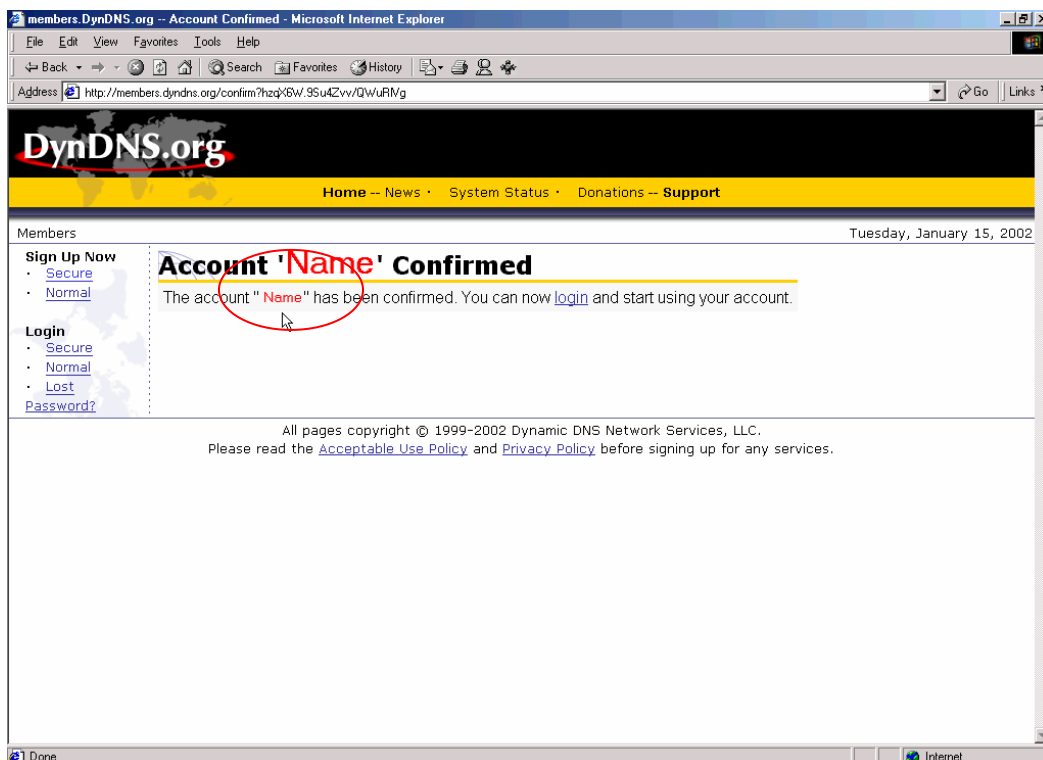 members.DynDNS.org -- Account Confirmed - Microsoft Internet Explorer
File Edit View Favorites Tools Help
Back Search Favorites History
Address http://members.dyndns.org/confirm?hzqX6W.9Su4Zvv/QWuRIVg Go Links
DynDNS.org
Home -- News · System Status · Donations -- Support
Members Tuesday, January 15, 2002
Sign Up Now
· Secure
· Normal
Login
· Secure
· Normal
· Lost
Password?
Account 'Name' Confirmed
The account "Name" has been confirmed. You can now login and start using your account.
All pages copyright © 1999-2002 Dynamic DNS Network Services, LLC.
Please read the Acceptable Use Policy and Privacy Policy before signing up for any services.
Done Internet